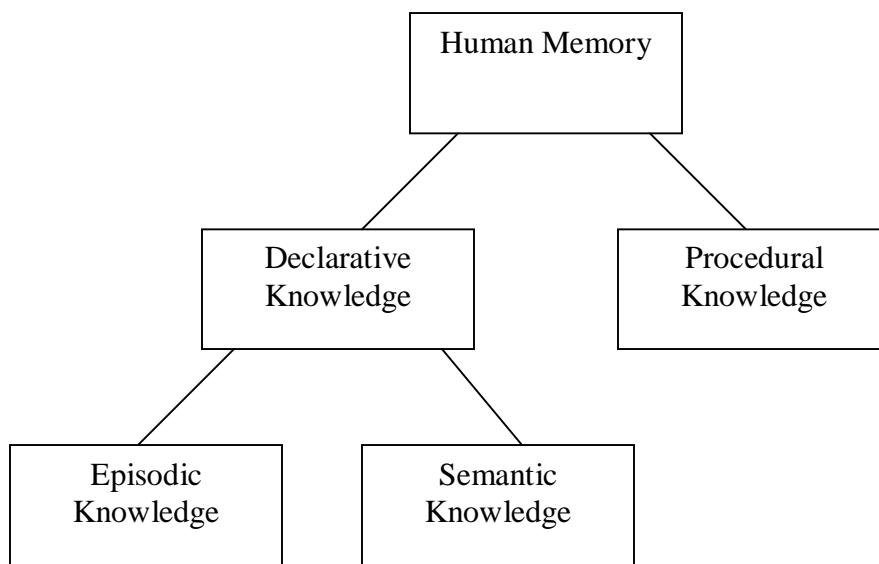 Human Memory
Declarative
Knowledge
Procedural
Knowledge
Episodic
Knowledge
Semantic
Knowledge